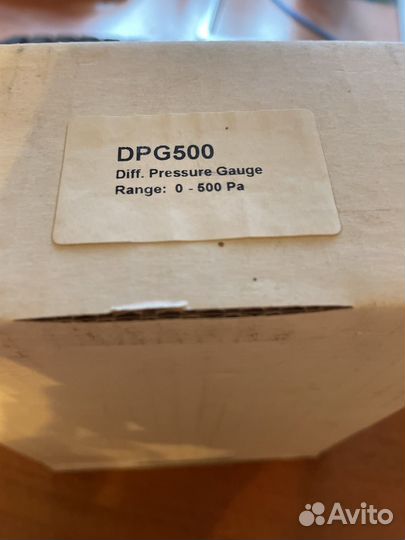 DPG500
Diff. Pressure Gauge
Range: 0 - 500 Pa
Avito